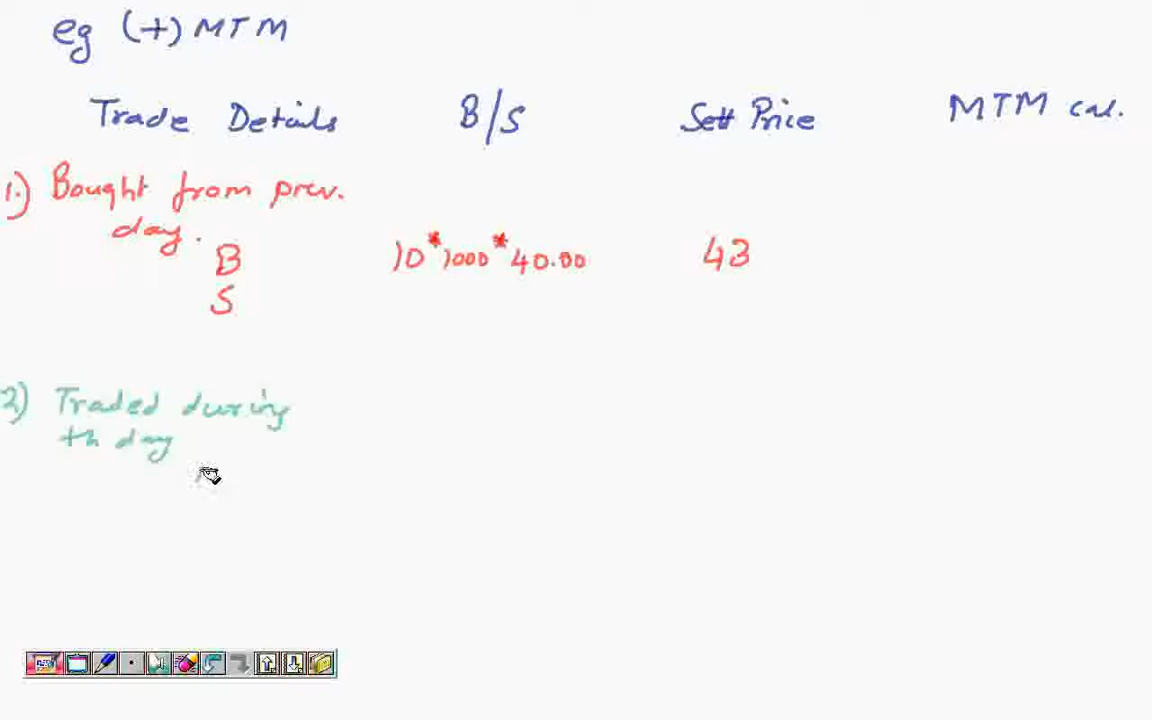 eg (+) MTM
Trade Details B/S Sett Price MTM cal.
1.) Bought from prev.
day.
B 10*1000*40.00 43
S
2) Traded during
th day